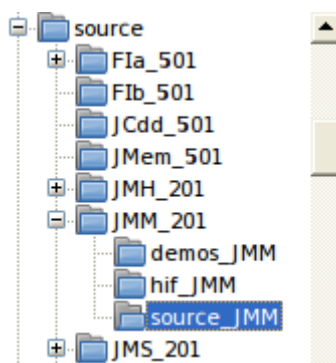 source
FIa_501
FIb_501
JCdd_501
JMem_501
JMH_201
JMM_201
demos_JMM
hif_JMM
source_JMM
JMS_201